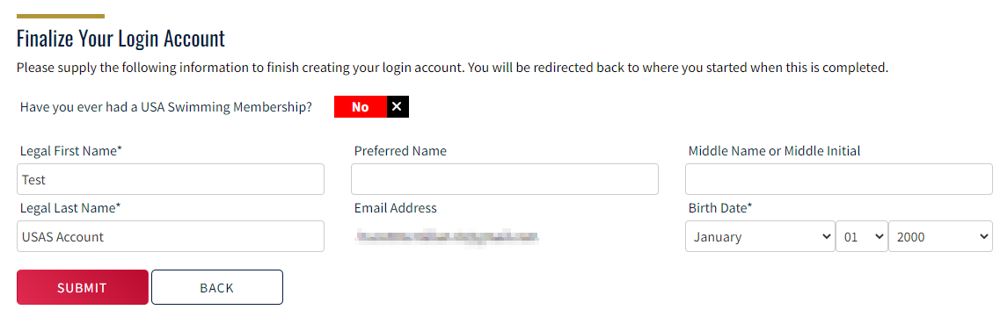 Finalize Your Login Account
Please supply the following information to finish creating your login account. You will be redirected back to where you started when this is completed.
Have you ever had a USA Swimming Membership? No ✕
Legal First Name* Preferred Name Middle Name or Middle Initial
Test
Legal Last Name* Email Address Birth Date*
USAS Account January 01 2000
SUBMIT BACK